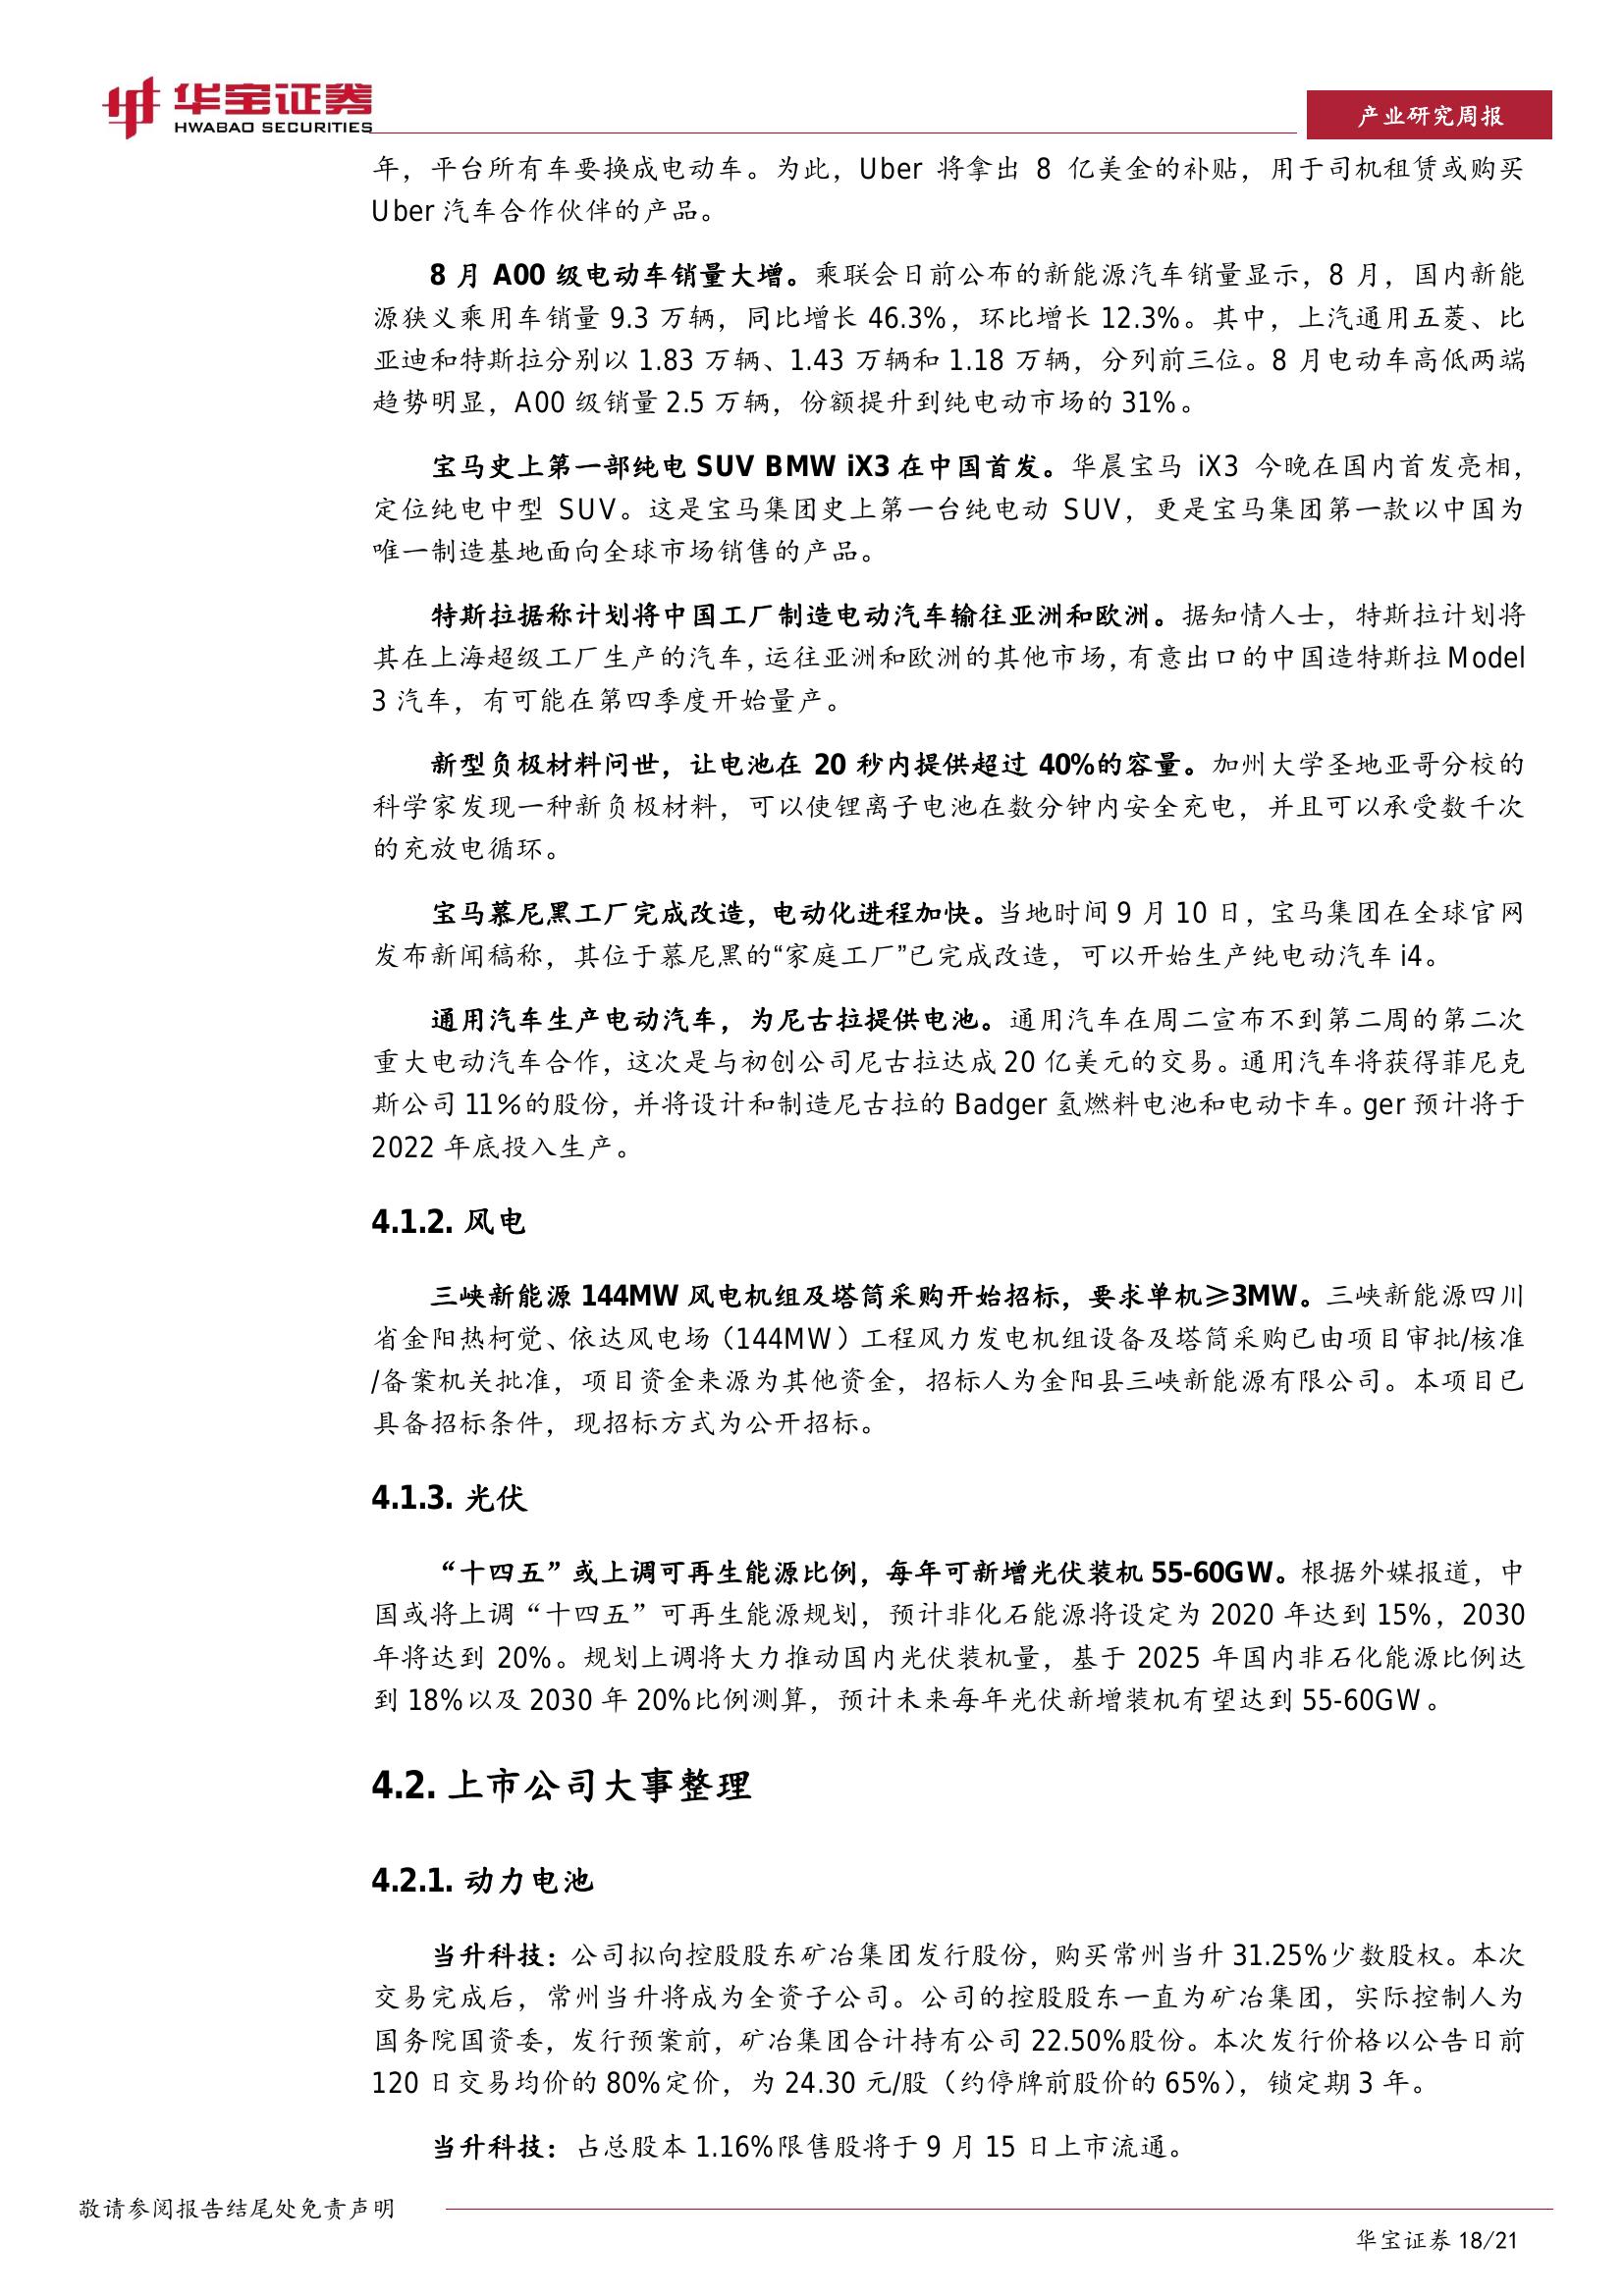 华宝证券
HWABAO SECURITIES
产业研究周报
年，平台所有车要换成电动车。为此，Uber 将拿出 8 亿美金的补贴，用于司机租赁或购买
Uber 汽车合作伙伴的产品。
8 月 A00 级电动车销量大增。乘联会日前公布的新能源汽车销量显示，8 月，国内新能
源狭义乘用车销量 9.3 万辆，同比增长 46.3%，环比增长 12.3%。其中，上汽通用五菱、比
亚迪和特斯拉分别以 1.83 万辆、1.43 万辆和 1.18 万辆，分列前三位。8 月电动车高低两端
趋势明显，A00 级销量 2.5 万辆，份额提升到纯电动市场的 31%。
宝马史上第一部纯电 SUV BMW iX3 在中国首发。华晨宝马 iX3 今晚在国内首发亮相，
定位纯电中型 SUV。这是宝马集团史上第一台纯电动 SUV，更是宝马集团第一款以中国为
唯一制造基地面向全球市场销售的产品。
特斯拉据称计划将中国工厂制造电动汽车输往亚洲和欧洲。据知情人士，特斯拉计划将
其在上海超级工厂生产的汽车，运往亚洲和欧洲的其他市场，有意出口的中国造特斯拉 Model
3 汽车，有可能在第四季度开始量产。
新型负极材料问世，让电池在 20 秒内提供超过 40%的容量。加州大学圣地亚哥分校的
科学家发现一种新负极材料，可以使锂离子电池在数分钟内安全充电，并且可以承受数千次
的充放电循环。
宝马慕尼黑工厂完成改造，电动化进程加快。当地时间 9 月 10 日，宝马集团在全球官网
发布新闻稿称，其位于慕尼黑的“家庭工厂”已完成改造，可以开始生产纯电动汽车 i4。
通用汽车生产电动汽车，为尼古拉提供电池。通用汽车在周二宣布不到第二周的第二次
重大电动汽车合作，这次是与初创公司尼古拉达成 20 亿美元的交易。通用汽车将获得菲尼克
斯公司 11％的股份，并将设计和制造尼古拉的 Badger 氢燃料电池和电动卡车。ger 预计将于
2022 年底投入生产。
4.1.2. 风电
三峡新能源 144MW 风电机组及塔筒采购开始招标，要求单机≥3MW。三峡新能源四川
省金阳热柯觉、依达风电场（144MW）工程风力发电机组设备及塔筒采购已由项目审批/核准
/备案机关批准，项目资金来源为其他资金，招标人为金阳县三峡新能源有限公司。本项目已
具备招标条件，现招标方式为公开招标。
4.1.3. 光伏
“十四五”或上调可再生能源比例，每年可新增光伏装机 55-60GW。根据外媒报道，中
国或将上调“十四五”可再生能源规划，预计非化石能源将设定为 2020 年达到 15%，2030
年将达到 20%。规划上调将大力推动国内光伏装机量，基于 2025 年国内非石化能源比例达
到 18%以及 2030 年 20%比例测算，预计未来每年光伏新增装机有望达到 55-60GW。
4.2. 上市公司大事整理
4.2.1. 动力电池
当升科技：公司拟向控股股东矿冶集团发行股份，购买常州当升 31.25%少数股权。本次
交易完成后，常州当升将成为全资子公司。公司的控股股东一直为矿冶集团，实际控制人为
国务院国资委，发行预案前，矿冶集团合计持有公司 22.50%股份。本次发行价格以公告日前
120 日交易均价的 80%定价，为 24.30 元/股（约停牌前股价的 65%），锁定期 3 年。
当升科技：占总股本 1.16%限售股将于 9 月 15 日上市流通。
敬请参阅报告结尾处免责声明
华宝证券 18/21